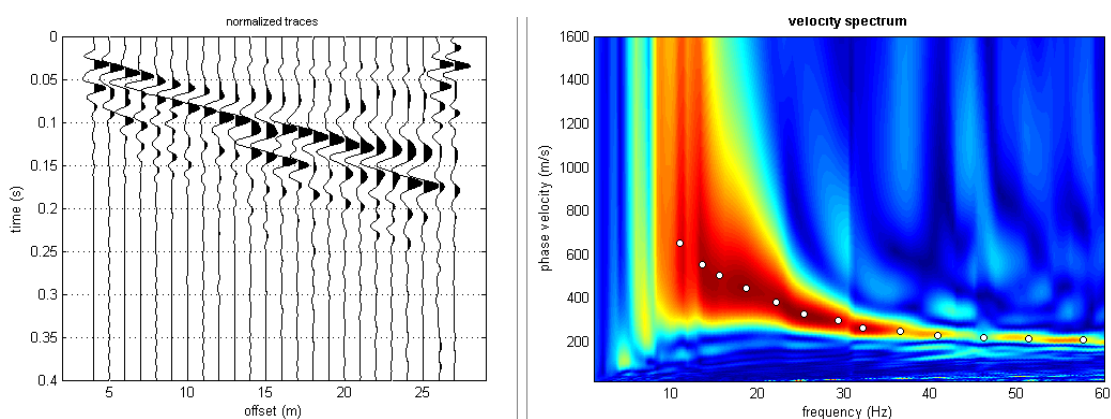 normalized traces
0
0.05
0.1
0.15
0.2
0.25
0.3
0.35
0.4
time (s)
5 10 15 20 25
offset (m)
velocity spectrum
1600
1400
1200
1000
800
600
400
200
phase velocity (m/s)
10 20 30 40 50 60
frequency (Hz)